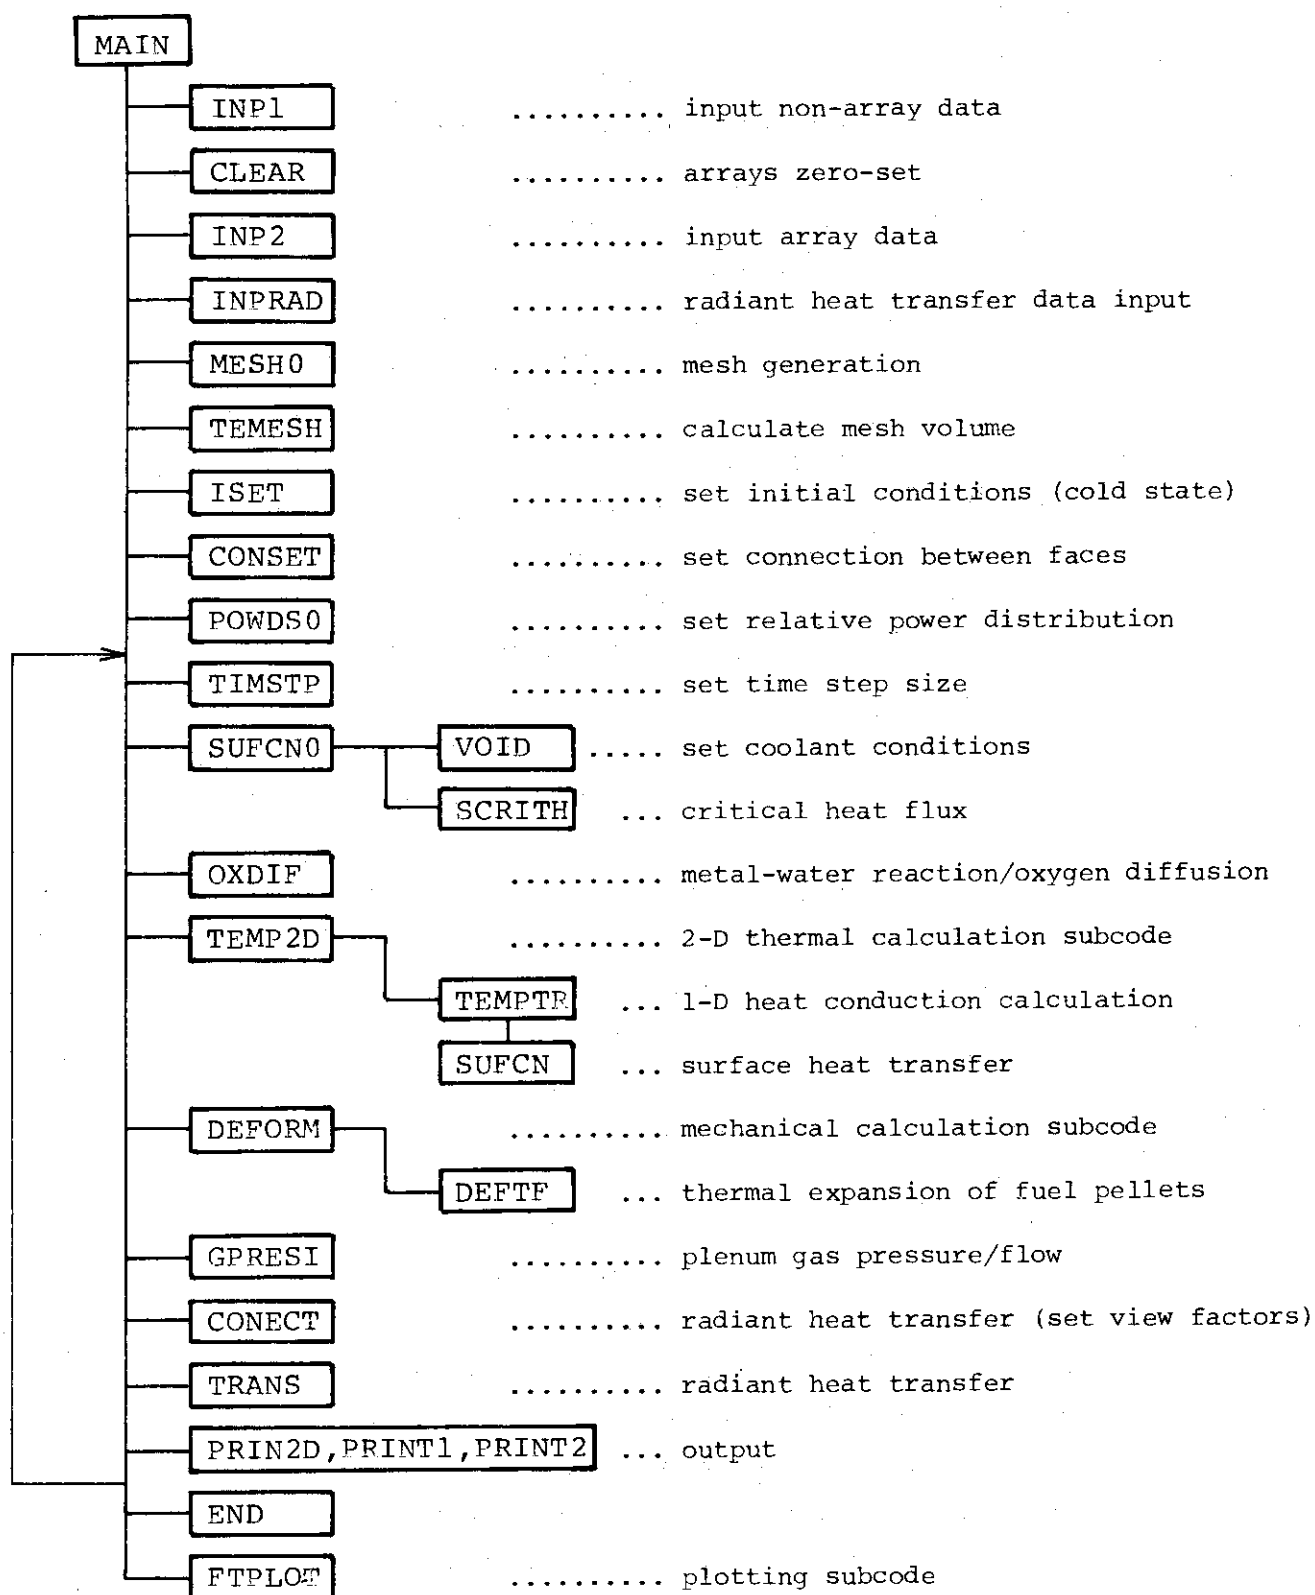 MAIN
INP1 .......... input non-array data
CLEAR .......... arrays zero-set
INP2 .......... input array data
INPRAD .......... radiant heat transfer data input
MESH0 .......... mesh generation
TEMESH .......... calculate mesh volume
ISET .......... set initial conditions (cold state)
CONSET .......... set connection between faces
POWDS0 .......... set relative power distribution
TIMSTP .......... set time step size
SUFCN0 VOID ..... set coolant conditions
SCRITH ... critical heat flux
OXDIF .......... metal-water reaction/oxygen diffusion
TEMP2D .......... 2-D thermal calculation subcode
TEMPTR ... 1-D heat conduction calculation
SUFCN ... surface heat transfer
DEFORM .......... mechanical calculation subcode
DEFTF ... thermal expansion of fuel pellets
GPRESI .......... plenum gas pressure/flow
CONECT .......... radiant heat transfer (set view factors)
TRANS .......... radiant heat transfer
PRIN2D,PRINT1,PRINT2 ... output
END
FTPLOT .......... plotting subcode